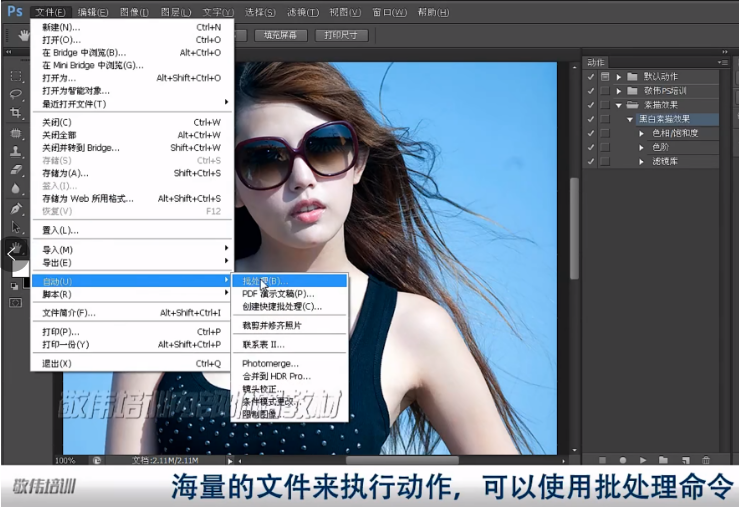 Ps 文件(F) 编辑(E) 图像(I) 图层(L) 文字(Y) 选择(S) 滤镜(T) 视图(V) 窗口(W) 帮助(H)
填充屏幕 打印尺寸
新建(N)... Ctrl+N
打开(O)... Ctrl+O
在 Bridge 中浏览(B)... Alt+Ctrl+O
在 Mini Bridge 中浏览(G)...
打开为... Alt+Shift+Ctrl+O
打开为智能对象...
最近打开文件(T)
关闭(C) Ctrl+W
关闭全部 Alt+Ctrl+W
关闭并转到 Bridge... Shift+Ctrl+W
存储(S) Ctrl+S
存储为(A)... Shift+Ctrl+S
签入(I)...
存储为 Web 所用格式... Alt+Shift+Ctrl+S
恢复(V) F12
置入(L)...
导入(M)
导出(E)
自动(U)
脚本(R)
文件简介(F)... Alt+Shift+Ctrl+I
打印(P)... Ctrl+P
打印一份(Y) Alt+Shift+Ctrl+P
退出(X) Ctrl+Q
批处理(B)...
PDF 演示文稿(P)...
创建快捷批处理(C)...
裁剪并修齐照片
联系表 II...
Photomerge...
合并到 HDR Pro...
镜头校正...
条件模式更改...
限制图像...
动作
默认动作
敬伟PS培训
素描效果
黑白素描效果
色相/饱和度
色阶
滤镜库
100% 文档:2.11M/2.11M
敬伟培训
海量的文件来执行动作，可以使用批处理命令